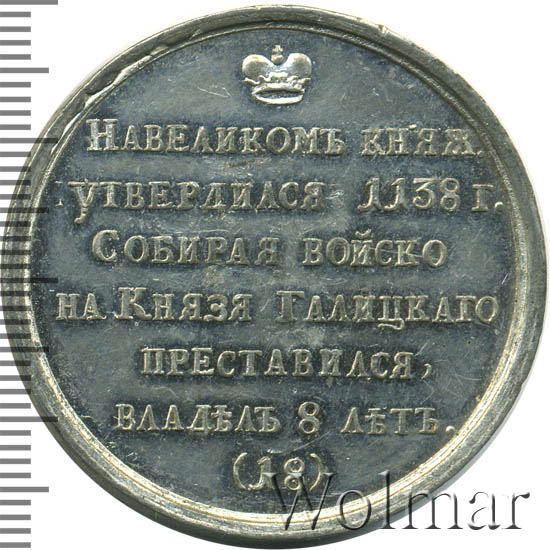 НАВЕЛИКОМЪ КНЯЖ.
УТВЕРДИЛСЯ 1138 Г.
СОБИРАЯ ВОЙСКО
НА КНЯЗЯ ГАЛИЦКАГО
ПРЕСТАВИЛСЯ,
ВЛАДѢЛЪ 8 ЛѢТЪ.
(18)
Wolmar